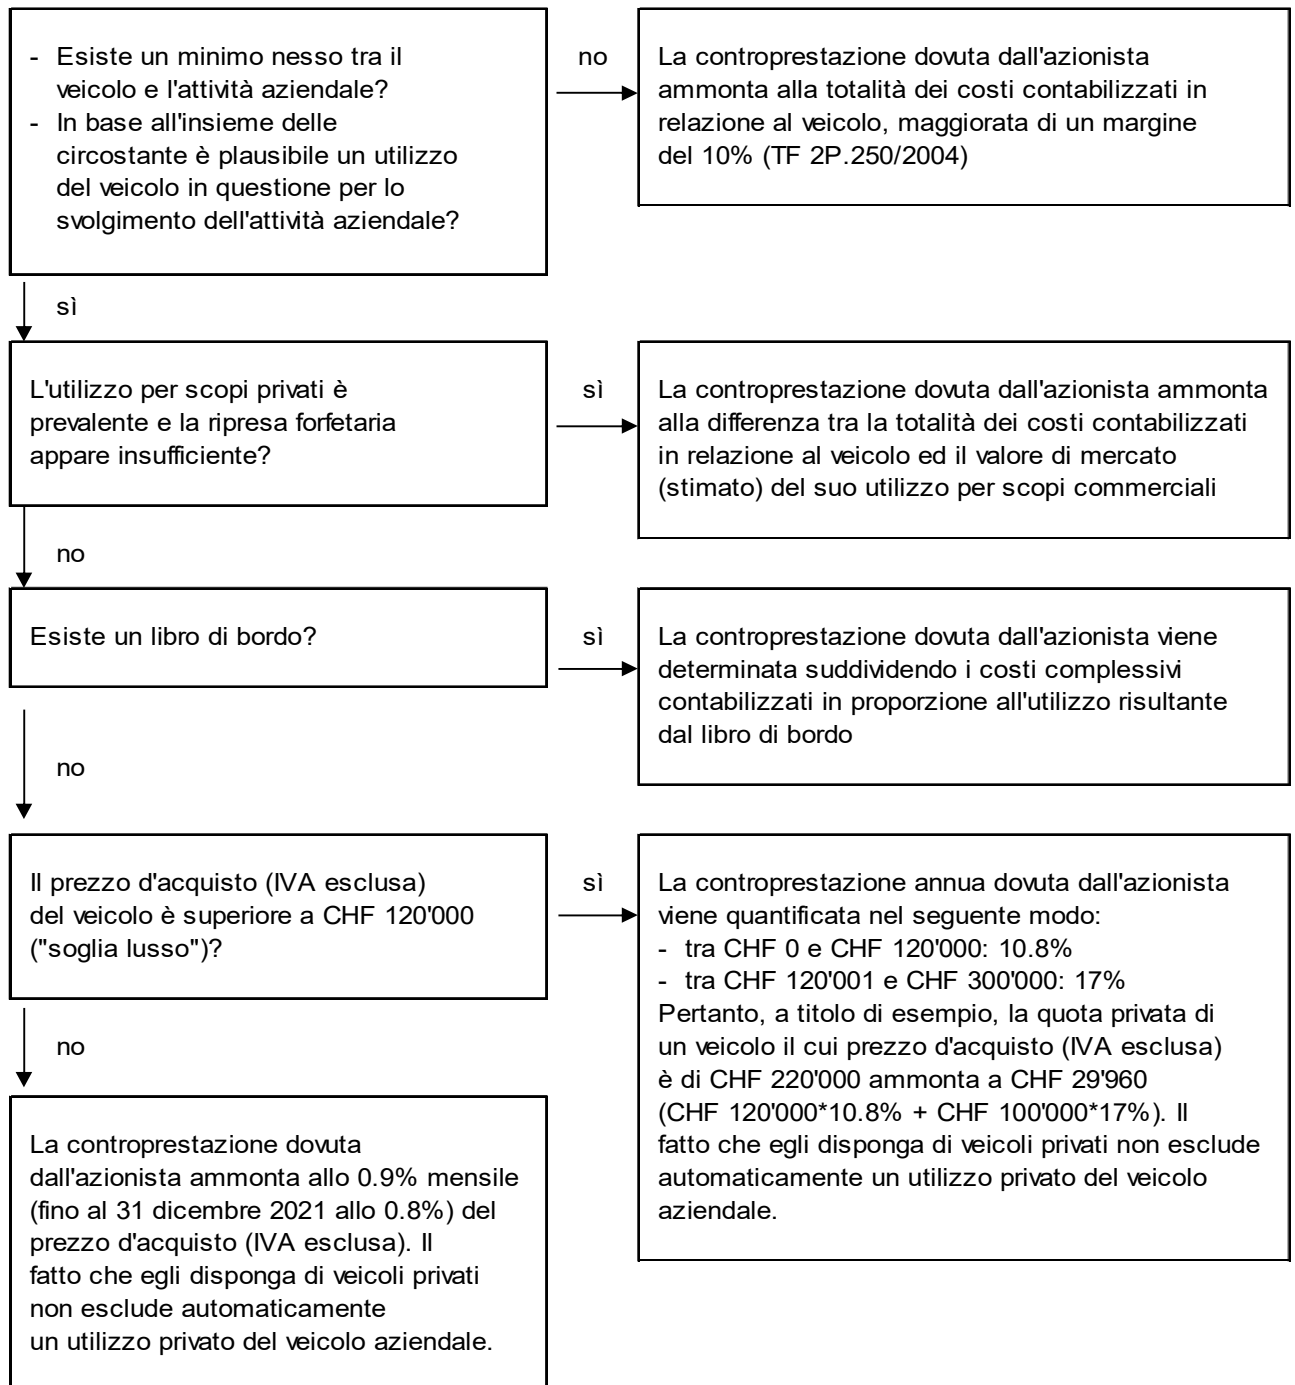 - Esiste un minimo nesso tra il
veicolo e l'attività aziendale?
- In base all'insieme delle
circostante è plausibile un utilizzo
del veicolo in questione per lo
svolgimento dell'attività aziendale?
no
La controprestazione dovuta dall'azionista
ammonta alla totalità dei costi contabilizzati in
relazione al veicolo, maggiorata di un margine
del 10% (TF 2P.250/2004)
sì
L'utilizzo per scopi privati è
prevalente e la ripresa forfetaria
appare insufficiente?
sì
La controprestazione dovuta dall'azionista ammonta
alla differenza tra la totalità dei costi contabilizzati
in relazione al veicolo ed il valore di mercato
(stimato) del suo utilizzo per scopi commerciali
no
Esiste un libro di bordo?
sì
La controprestazione dovuta dall'azionista viene
determinata suddividendo i costi complessivi
contabilizzati in proporzione all'utilizzo risultante
dal libro di bordo
no
Il prezzo d'acquisto (IVA esclusa)
del veicolo è superiore a CHF 120'000
("soglia lusso")?
sì
La controprestazione annua dovuta dall'azionista
viene quantificata nel seguente modo:
- tra CHF 0 e CHF 120'000: 10.8%
- tra CHF 120'001 e CHF 300'000: 17%
Pertanto, a titolo di esempio, la quota privata di
un veicolo il cui prezzo d'acquisto (IVA esclusa)
è di CHF 220'000 ammonta a CHF 29'960
(CHF 120'000*10.8% + CHF 100'000*17%). Il
fatto che egli disponga di veicoli privati non esclude
automaticamente un utilizzo privato del veicolo
aziendale.
no
La controprestazione dovuta
dall'azionista ammonta allo 0.9% mensile
(fino al 31 dicembre 2021 allo 0.8%) del
prezzo d'acquisto (IVA esclusa). Il
fatto che egli disponga di veicoli privati
non esclude automaticamente
un utilizzo privato del veicolo aziendale.